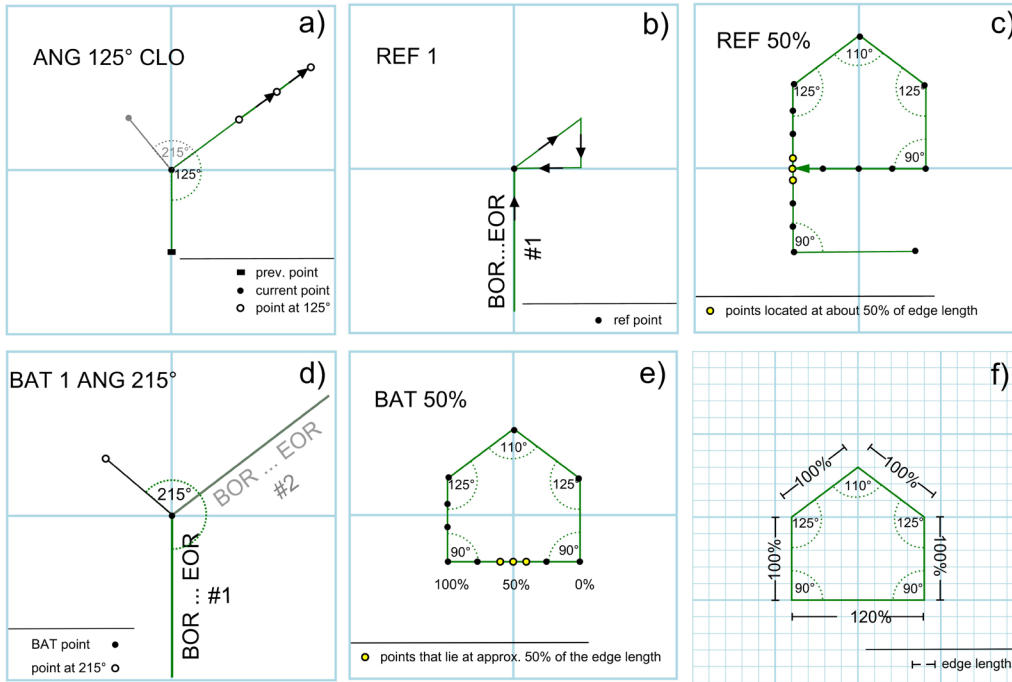 a)
ANG 125° CLO
215°
125°
prev. point
current point
point at 125°
b)
REF 1
BOR...EOR
#1
ref point
c)
REF 50%
110°
125°
125°
90°
90°
points located at about 50% of edge length
d)
BAT 1 ANG 215°
BOR ... EOR
#2
215°
BOR ... EOR
#1
BAT point
point at 215°
e)
BAT 50%
110°
125°
125°
90°
90°
100%
50%
0%
points that lie at approx. 50% of the edge length
f)
100%
100%
110°
125°
125°
100%
100%
90°
90°
120%
edge length